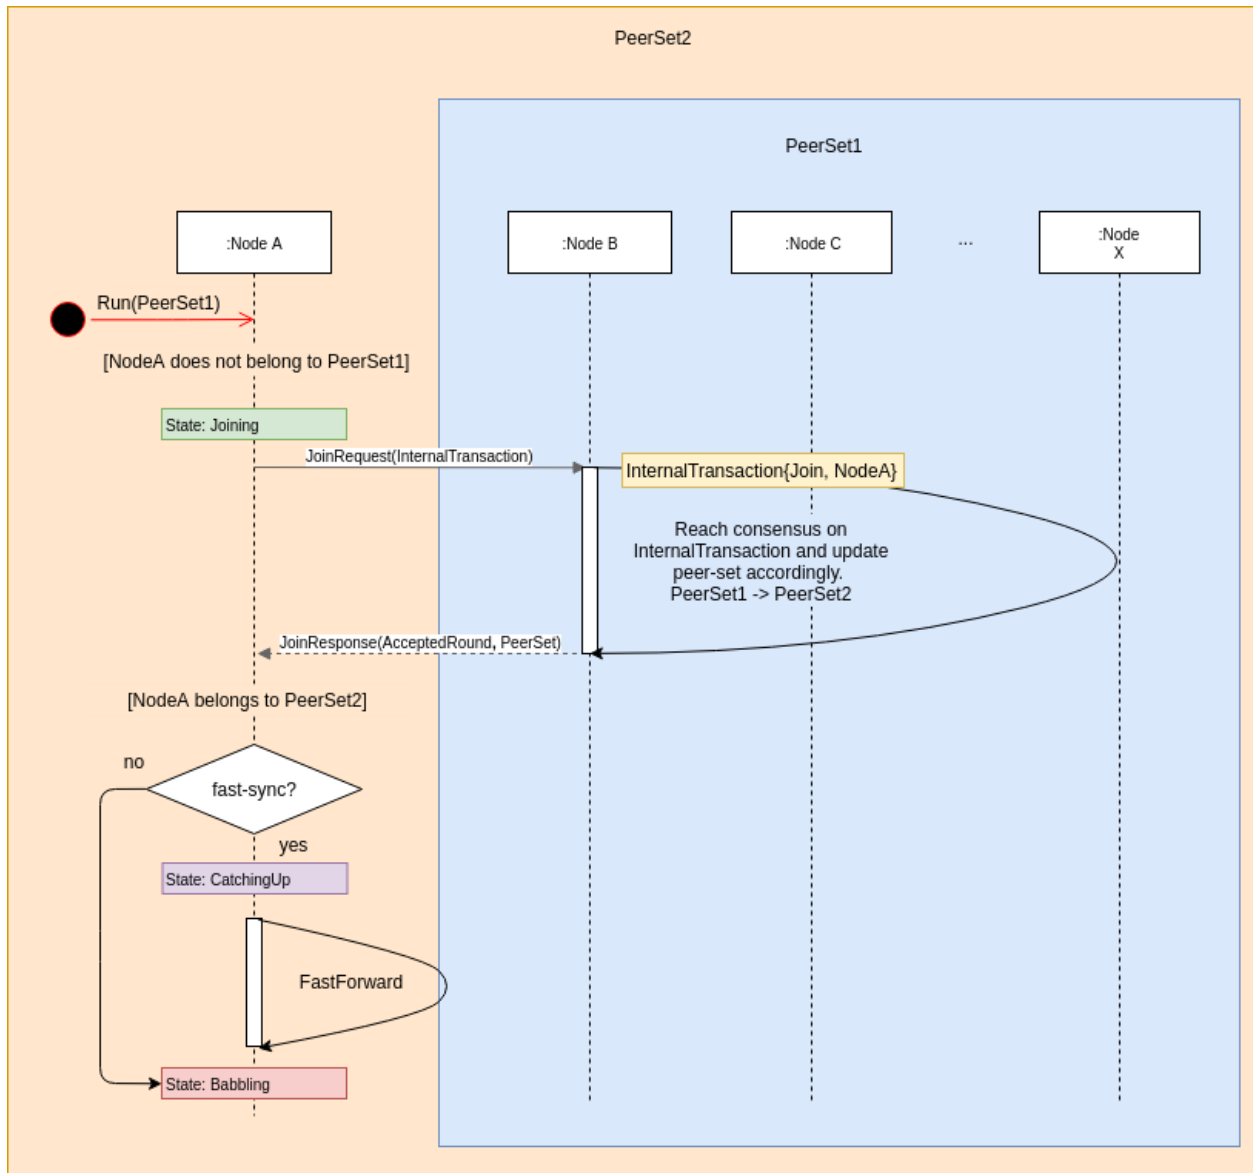 PeerSet2
PeerSet1
:Node A
:Node B
:Node C
...
:Node
X
Run(PeerSet1)
[NodeA does not belong to PeerSet1]
State: Joining
JoinRequest(InternalTransaction)
InternalTransaction{Join, NodeA}
Reach consensus on
InternalTransaction and update
peer-set accordingly.
PeerSet1 -> PeerSet2
JoinResponse(AcceptedRound, PeerSet)
[NodeA belongs to PeerSet2]
no
fast-sync?
yes
State: CatchingUp
FastForward
State: Babbling